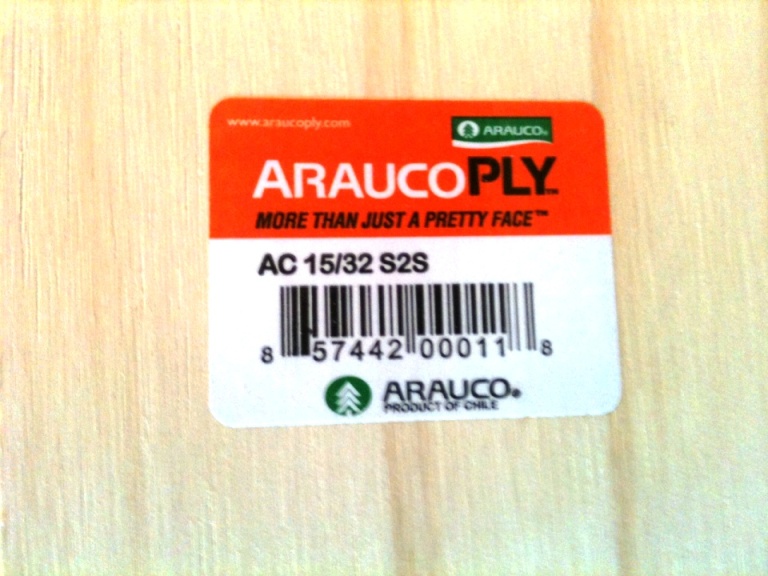 www.araucoply.com
ARAUCO®
ARAUCOPLY™
MORE THAN JUST A PRETTY FACE™
AC 15/32 S2S
8 57442 00011 8
ARAUCO®
PRODUCT OF CHILE